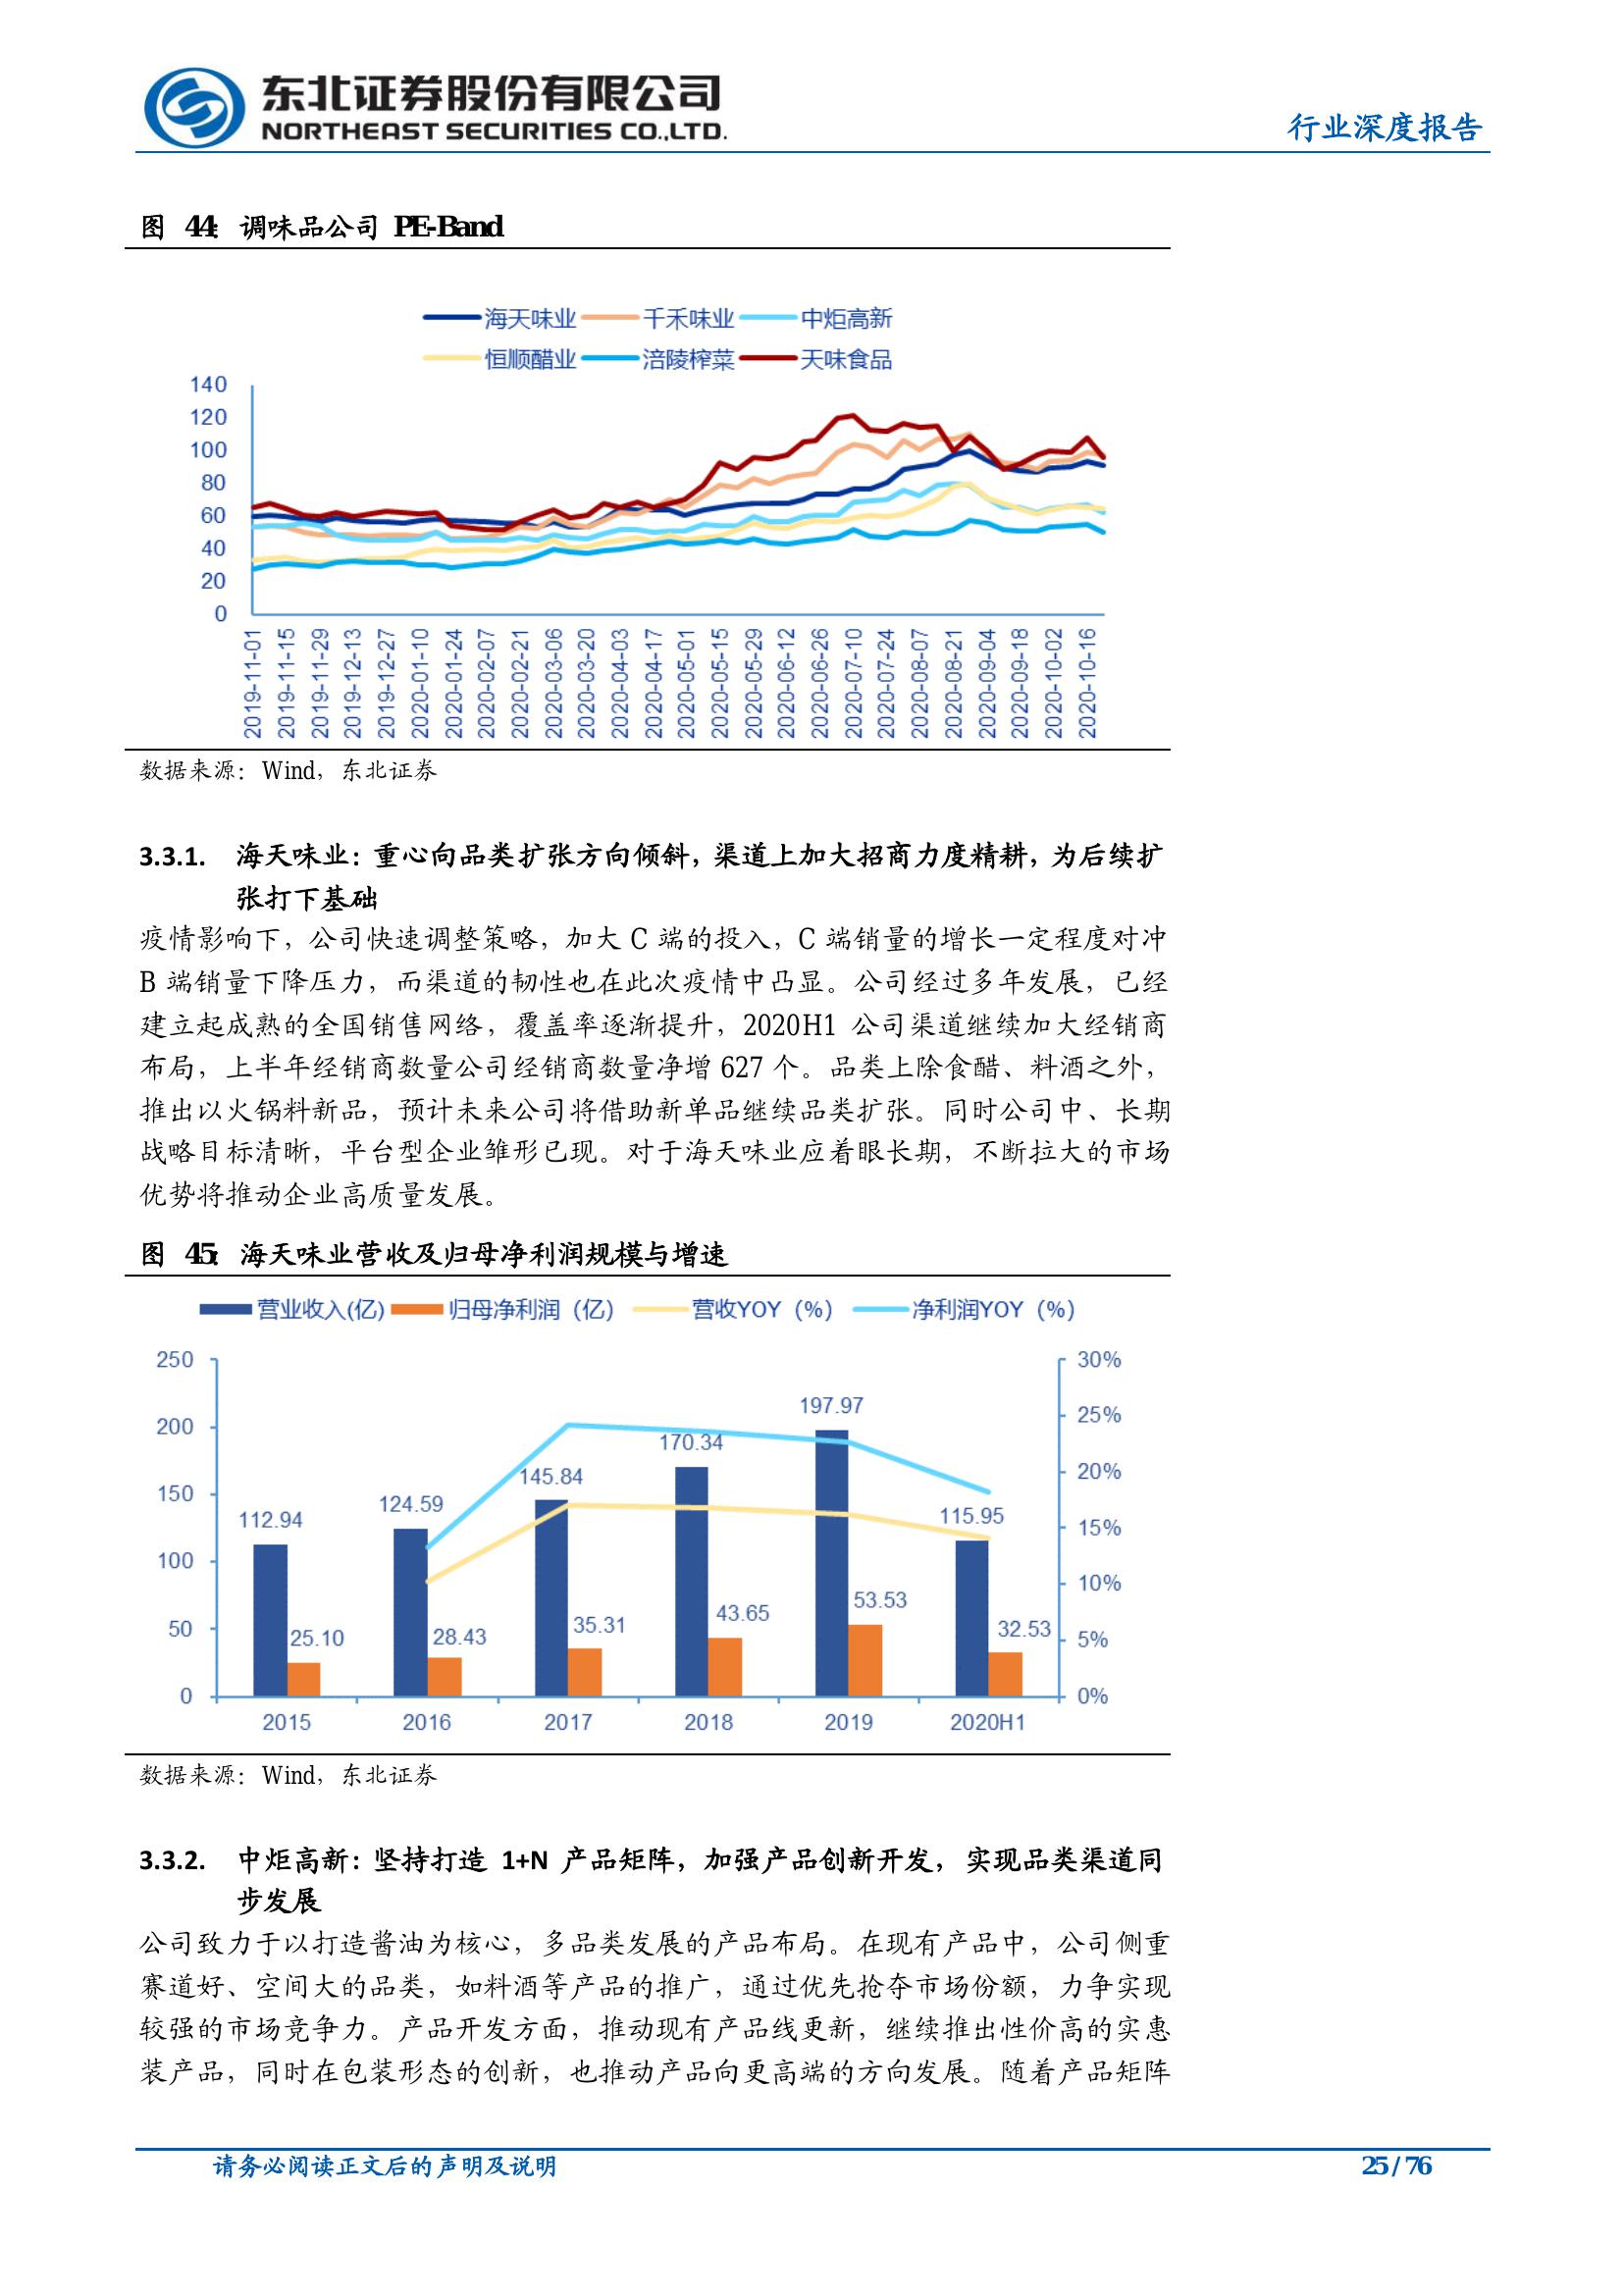 东北证券股份有限公司
NORTHEAST SECURITIES CO.,LTD.
行业深度报告
图 44: 调味品公司 PE-Band
海天味业 千禾味业 中炬高新
恒顺醋业 涪陵榨菜 天味食品
140
120
100
80
60
40
20
0
2019-11-01 2019-11-15 2019-11-29 2019-12-13 2019-12-27 2020-01-10 2020-01-24 2020-02-07 2020-02-21 2020-03-06 2020-03-20 2020-04-03 2020-04-17 2020-05-01 2020-05-15 2020-05-29 2020-06-12 2020-06-26 2020-07-10 2020-07-24 2020-08-07 2020-08-21 2020-09-04 2020-09-18 2020-10-02 2020-10-16
数据来源：Wind，东北证券
3.3.1. 海天味业：重心向品类扩张方向倾斜，渠道上加大招商力度精耕，为后续扩
张打下基础
疫情影响下，公司快速调整策略，加大 C 端的投入，C 端销量的增长一定程度对冲
B 端销量下降压力，而渠道的韧性也在此次疫情中凸显。公司经过多年发展，已经
建立起成熟的全国销售网络，覆盖率逐渐提升，2020H1 公司渠道继续加大经销商
布局，上半年经销商数量公司经销商数量净增 627 个。品类上除食醋、料酒之外，
推出以火锅料新品，预计未来公司将借助新单品继续品类扩张。同时公司中、长期
战略目标清晰，平台型企业雏形已现。对于海天味业应着眼长期，不断拉大的市场
优势将推动企业高质量发展。
图 45: 海天味业营收及归母净利润规模与增速
营业收入(亿) 归母净利润（亿） 营收YOY（%） 净利润YOY（%）
250
200
150
100
50
0
30%
25%
20%
15%
10%
5%
0%
112.94 124.59 145.84 170.34 197.97 115.95
25.10 28.43 35.31 43.65 53.53 32.53
2015 2016 2017 2018 2019 2020H1
数据来源：Wind，东北证券
3.3.2. 中炬高新：坚持打造 1+N 产品矩阵，加强产品创新开发，实现品类渠道同
步发展
公司致力于以打造酱油为核心，多品类发展的产品布局。在现有产品中，公司侧重
赛道好、空间大的品类，如料酒等产品的推广，通过优先抢夺市场份额，力争实现
较强的市场竞争力。产品开发方面，推动现有产品线更新，继续推出性价高的实惠
装产品，同时在包装形态的创新，也推动产品向更高端的方向发展。随着产品矩阵
请务必阅读正文后的声明及说明
25 / 76